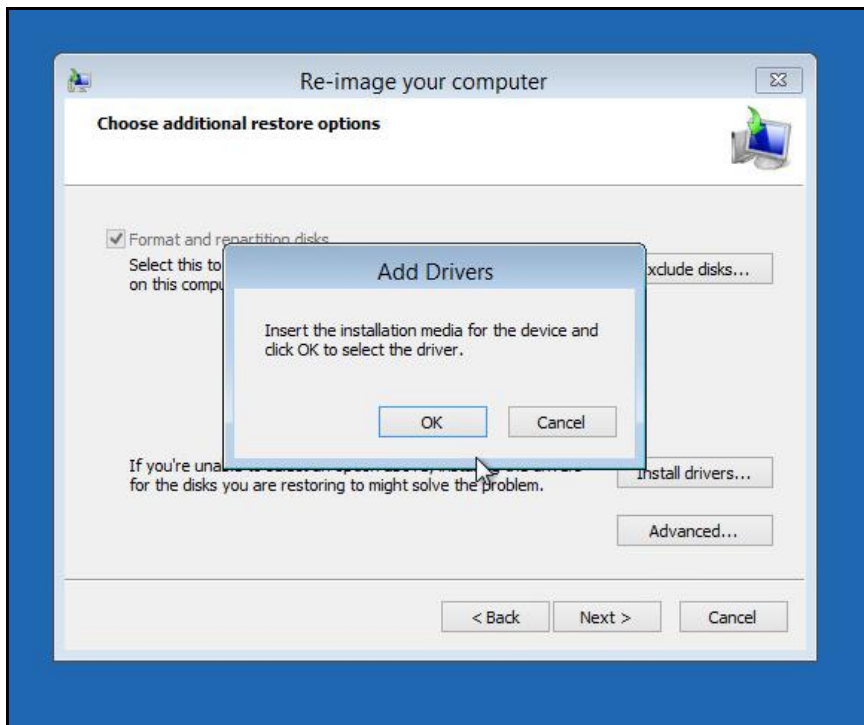 Re-image your computer
Choose additional restore options
Format and repartition disks
Select this to
on this compu
xclude disks...
Add Drivers
Insert the installation media for the device and
click OK to select the driver.
OK Cancel
If you're una
for the disks you are restoring to might solve the problem.
Install drivers...
Advanced...
< Back Next > Cancel